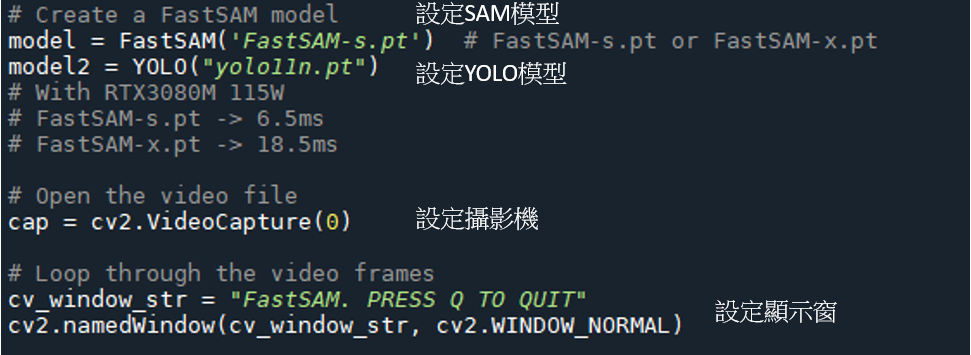 # Create a FastSAM model 設定SAM模型
model = FastSAM('FastSAM-s.pt')  # FastSAM-s.pt or FastSAM-x.pt
model2 = YOLO("yolo11n.pt") 設定YOLO模型
# With RTX3080M 115W
# FastSAM-s.pt -> 6.5ms
# FastSAM-x.pt -> 18.5ms
# Open the video file
cap = cv2.VideoCapture(0) 設定攝影機
# Loop through the video frames
cv_window_str = "FastSAM. PRESS Q TO QUIT"
cv2.namedWindow(cv_window_str, cv2.WINDOW_NORMAL) 設定顯示窗